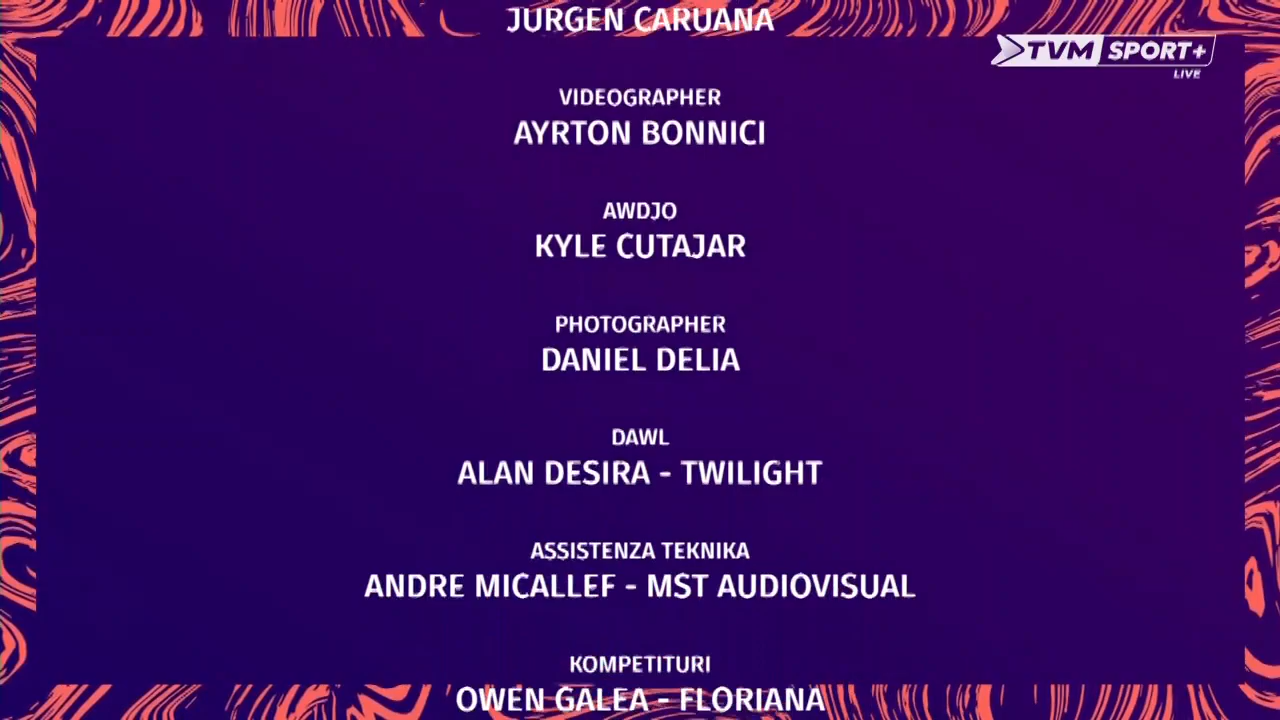 JURGEN CARUANA
TVM SPORT+
LIVE
VIDEOGRAPHER
AYRTON BONNICI
AWDJO
KYLE CUTAJAR
PHOTOGRAPHER
DANIEL DELIA
DAWL
ALAN DESIRA - TWILIGHT
ASSISTENZA TEKNIKA
ANDRE MICALLEF - MST AUDIOVISUAL
KOMPETITURI
OWEN GALEA - FLORIANA